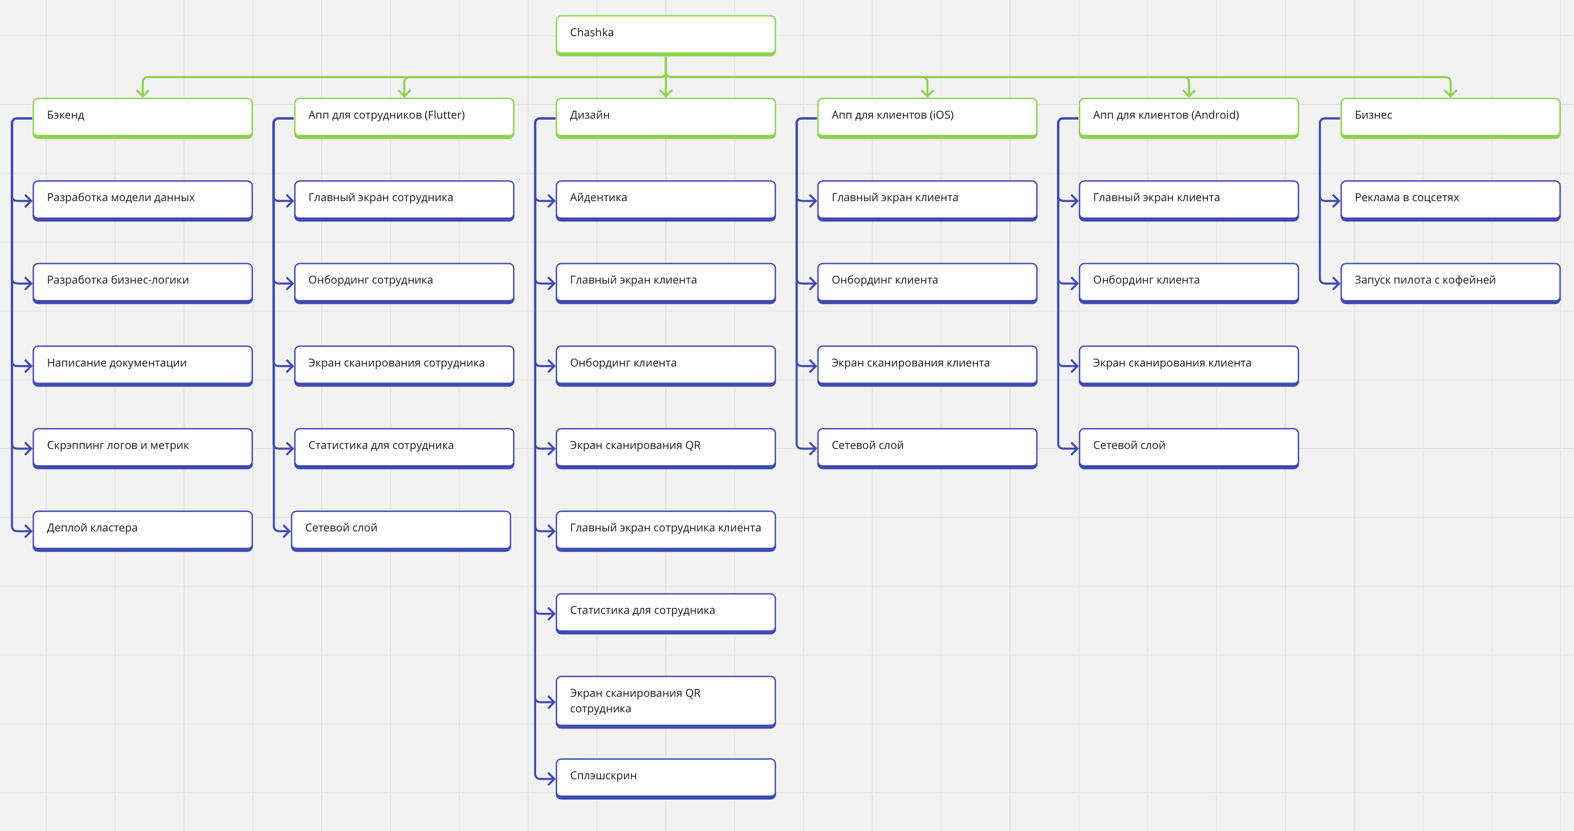 Chashka
Бэкенд
Разработка модели данных
Разработка бизнес-логики
Написание документации
Скрэппинг логов и метрик
Деплой кластера
Апп для сотрудников (Flutter)
Главный экран сотрудника
Онбординг сотрудника
Экран сканирования сотрудника
Статистика для сотрудника
Сетевой слой
Дизайн
Айдентика
Главный экран клиента
Онбординг клиента
Экран сканирования QR
Главный экран сотрудника клиента
Статистика для сотрудника
Экран сканирования QR
сотрудника
Сплэшскрин
Апп для клиентов (iOS)
Главный экран клиента
Онбординг клиента
Экран сканирования клиента
Сетевой слой
Апп для клиентов (Android)
Главный экран клиента
Онбординг клиента
Экран сканирования клиента
Сетевой слой
Бизнес
Реклама в соцсетях
Запуск пилота с кофейней